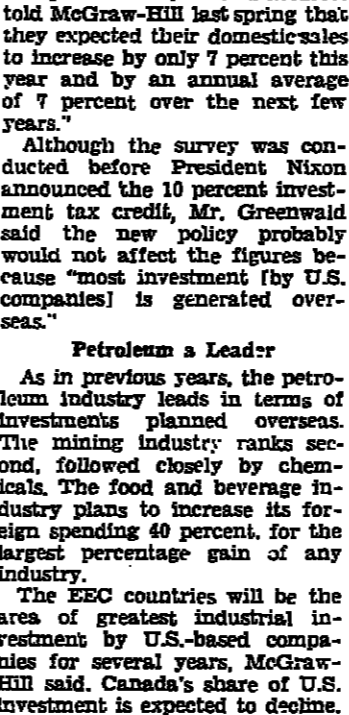 told McGraw-Hill last spring that
they expected their domestic sales
to increase by only 7 percent this
year and by an annual average
of 7 percent over the next few
years."
Although the survey was con-
ducted before President Nixon
announced the 10 percent invest-
ment tax credit, Mr. Greenwald
said the new policy probably
would not affect the figures be-
cause "most investment [by U.S.
companies] is generated over-
seas."
Petroleum a Leader
As in previous years, the petro-
leum industry leads in terms of
investments planned overseas.
The mining industry ranks sec-
ond, followed closely by chem-
icals. The food and beverage in-
dustry plans to increase its for-
eign spending 40 percent, for the
largest percentage gain of any
industry.
The EEC countries will be the
area of greatest industrial in-
vestment by U.S.-based compa-
nies for several years, McGraw-
Hill said. Canada's share of U.S.
investment is expected to decline,